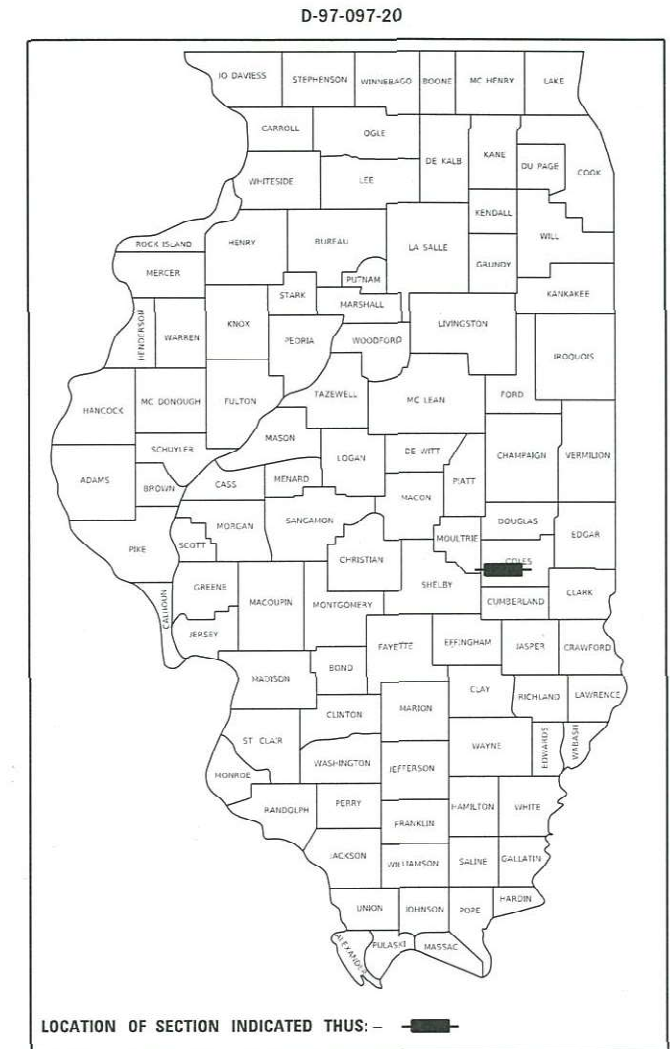 D-97-097-20
JO DAVIESS STEPHENSON WINNEBAGO BOONE MC HENRY LAKE
CARROLL OGLE
DE KALB KANE DU PAGE COOK
WHITESIDE LEE
KENDALL
ROCK ISLAND HENRY BUREAU LA SALLE WILL
MERCER GRUNDY
PUTNAM
STARK MARSHALL KANKAKEE
HENDERSON WARREN KNOX PEORIA WOODFORD LIVINGSTON
IROQUOIS
HANCOCK MC DONOUGH FULTON TAZEWELL MC LEAN FORD
MASON
SCHUYLER LOGAN DE WITT CHAMPAIGN VERMILION
ADAMS BROWN CASS MENARD PIATT
MACON
MORGAN SANGAMON DOUGLAS
PIKE SCOTT CHRISTIAN MOULTRIE EDGAR
COLES
GREENE SHELBY
CALHOUN MACOUPIN MONTGOMERY CUMBERLAND CLARK
JERSEY
FAYETTE EFFINGHAM JASPER CRAWFORD
MADISON BOND
CLAY RICHLAND LAWRENCE
CLINTON MARION
ST CLAIR WAYNE EDWARDS WABASH
MONROE WASHINGTON JEFFERSON
RANDOLPH PERRY HAMILTON WHITE
FRANKLIN
JACKSON WILLIAMSON SALINE GALLATIN
UNION JOHNSON POPE HARDIN
ALEXANDER PULASKI MASSAC
LOCATION OF SECTION INDICATED THUS: –